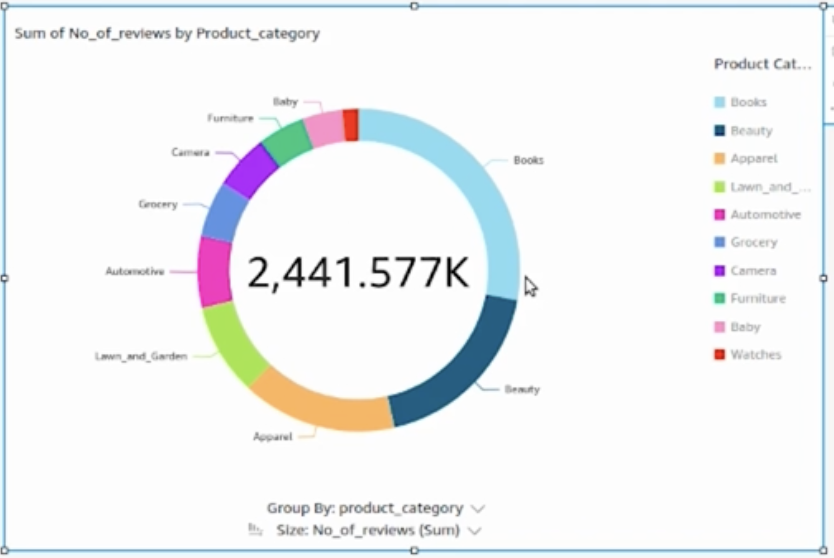 Sum of No_of_reviews by Product_category
Product Cat...
Books
Beauty
Apparel
Lawn_and_...
Automotive
Grocery
Camera
Furniture
Baby
Watches
Baby
Furniture
Camera
Grocery
Automotive
Lawn_and_Garden
Apparel
Books
Beauty
2,441.577K
Group By: product_category
Size: No_of_reviews (Sum)